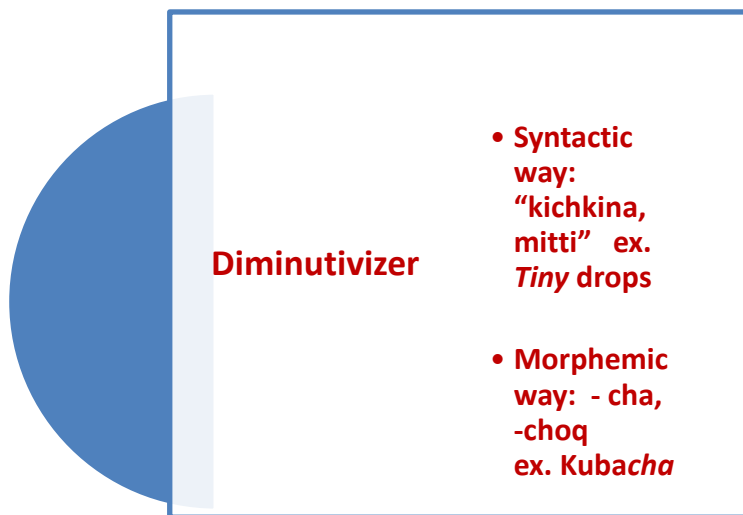 Diminutivizer
• Syntactic
way:
“kichkina,
mitti” ex.
Tiny drops
• Morphemic
way: - cha,
-choq
ex. Kubacha